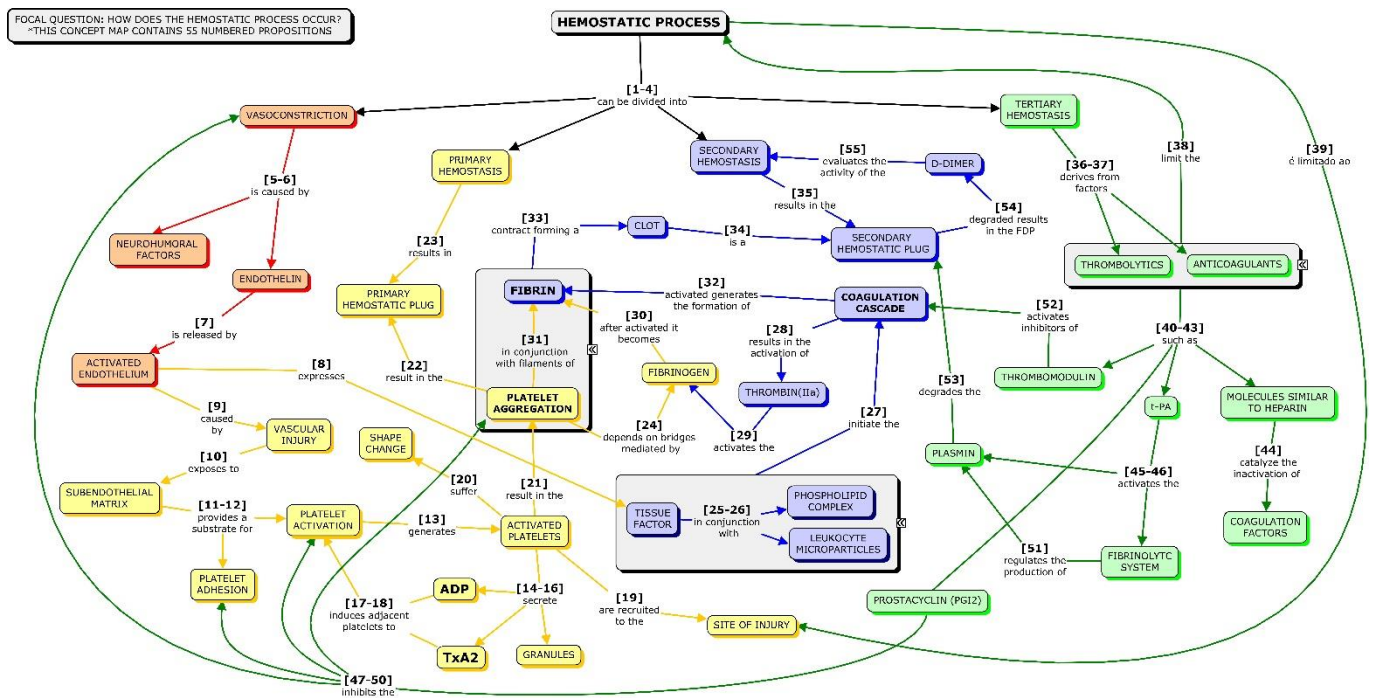 FOCAL QUESTION: HOW DOES THE HEMOSTATIC PROCESS OCCUR?
*THIS CONCEPT MAP CONTAINS 55 NUMBERED PROPOSITIONS
HEMOSTATIC PROCESS
[1-4]
can be divided into
VASOCONSTRICTION
TERTIARY
HEMOSTASIS
PRIMARY
HEMOSTASIS
SECONDARY
HEMOSTASIS
[55]
evaluates the
activity of the
D-DIMER
[38]
limit the
[39]
é limitado ao
[36-37]
derives from
factors
[5-6]
is caused by
[35]
results in the
[54]
degraded results
in the FDP
NEUROHUMORAL
FACTORS
ENDOTHELIN
[23]
results in
[33]
contract forming a
CLOT
[34]
is a
SECONDARY
HEMOSTATIC PLUG
THROMBOLYTICS
ANTICOAGULANTS
PRIMARY
HEMOSTATIC PLUG
FIBRIN
[32]
activated generates
the formation of
COAGULATION
CASCADE
[52]
activates
inhibitors of
[40-43]
such as
[7]
is released by
[30]
after activated it
becomes
[28]
results in the
activation of
[31]
in conjunction
with filaments of
ACTIVATED
ENDOTHELIUM
[8]
expresses
[22]
result in the
FIBRINOGEN
THROMBIN(IIa)
THROMBOMODULIN
[53]
degrades the
t-PA
MOLECULES SIMILAR
TO HEPARIN
PLATELET
AGGREGATION
[9]
caused
by
VASCULAR
INJURY
SHAPE
CHANGE
[24]
depends on bridges
mediated by
[29]
activates the
[27]
initiate the
PLASMIN
[44]
catalyze the
inactivation of
[10]
exposes to
[20]
suffer
[21]
result in the
[45-46]
activates the
SUBENDOTHELIAL
MATRIX
[11-12]
provides a
substrate for
PLATELET
ACTIVATION
[13]
generates
ACTIVATED
PLATELETS
TISSUE
FACTOR
[25-26]
in conjunction
with
PHOSPHOLIPID
COMPLEX
LEUKOCYTE
MICROPARTICLES
COAGULATION
FACTORS
[51]
regulates the
production of
FIBRINOLYTC
SYSTEM
PLATELET
ADHESION
ADP
[14-16]
secrete
[19]
are recruited
to the
PROSTACYCLIN (PGI2)
[17-18]
induces adjacent
platelets to
SITE OF INJURY
TxA2
GRANULES
[47-50]
inhibits the